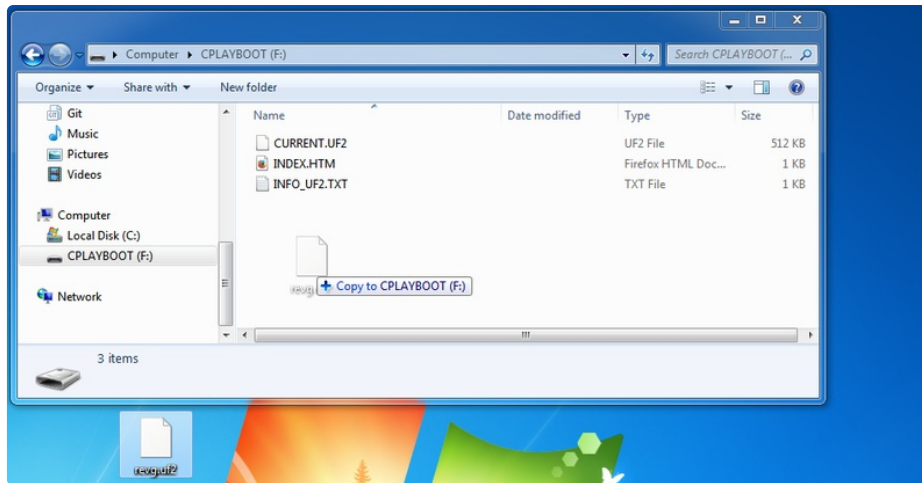 Computer CPLAYBOOT (F:)
Search CPLAYBOOT (... 
Organize Share with New folder
Git
Music
Pictures
Videos
Computer
Local Disk (C:)
CPLAYBOOT (F:)
Network
Name Date modified Type Size
CURRENT.UF2 UF2 File 512 KB
INDEX.HTM Firefox HTML Doc... 1 KB
INFO_UF2.TXT TXT File 1 KB
Copy to CPLAYBOOT (F:)
3 items
revg.uf2